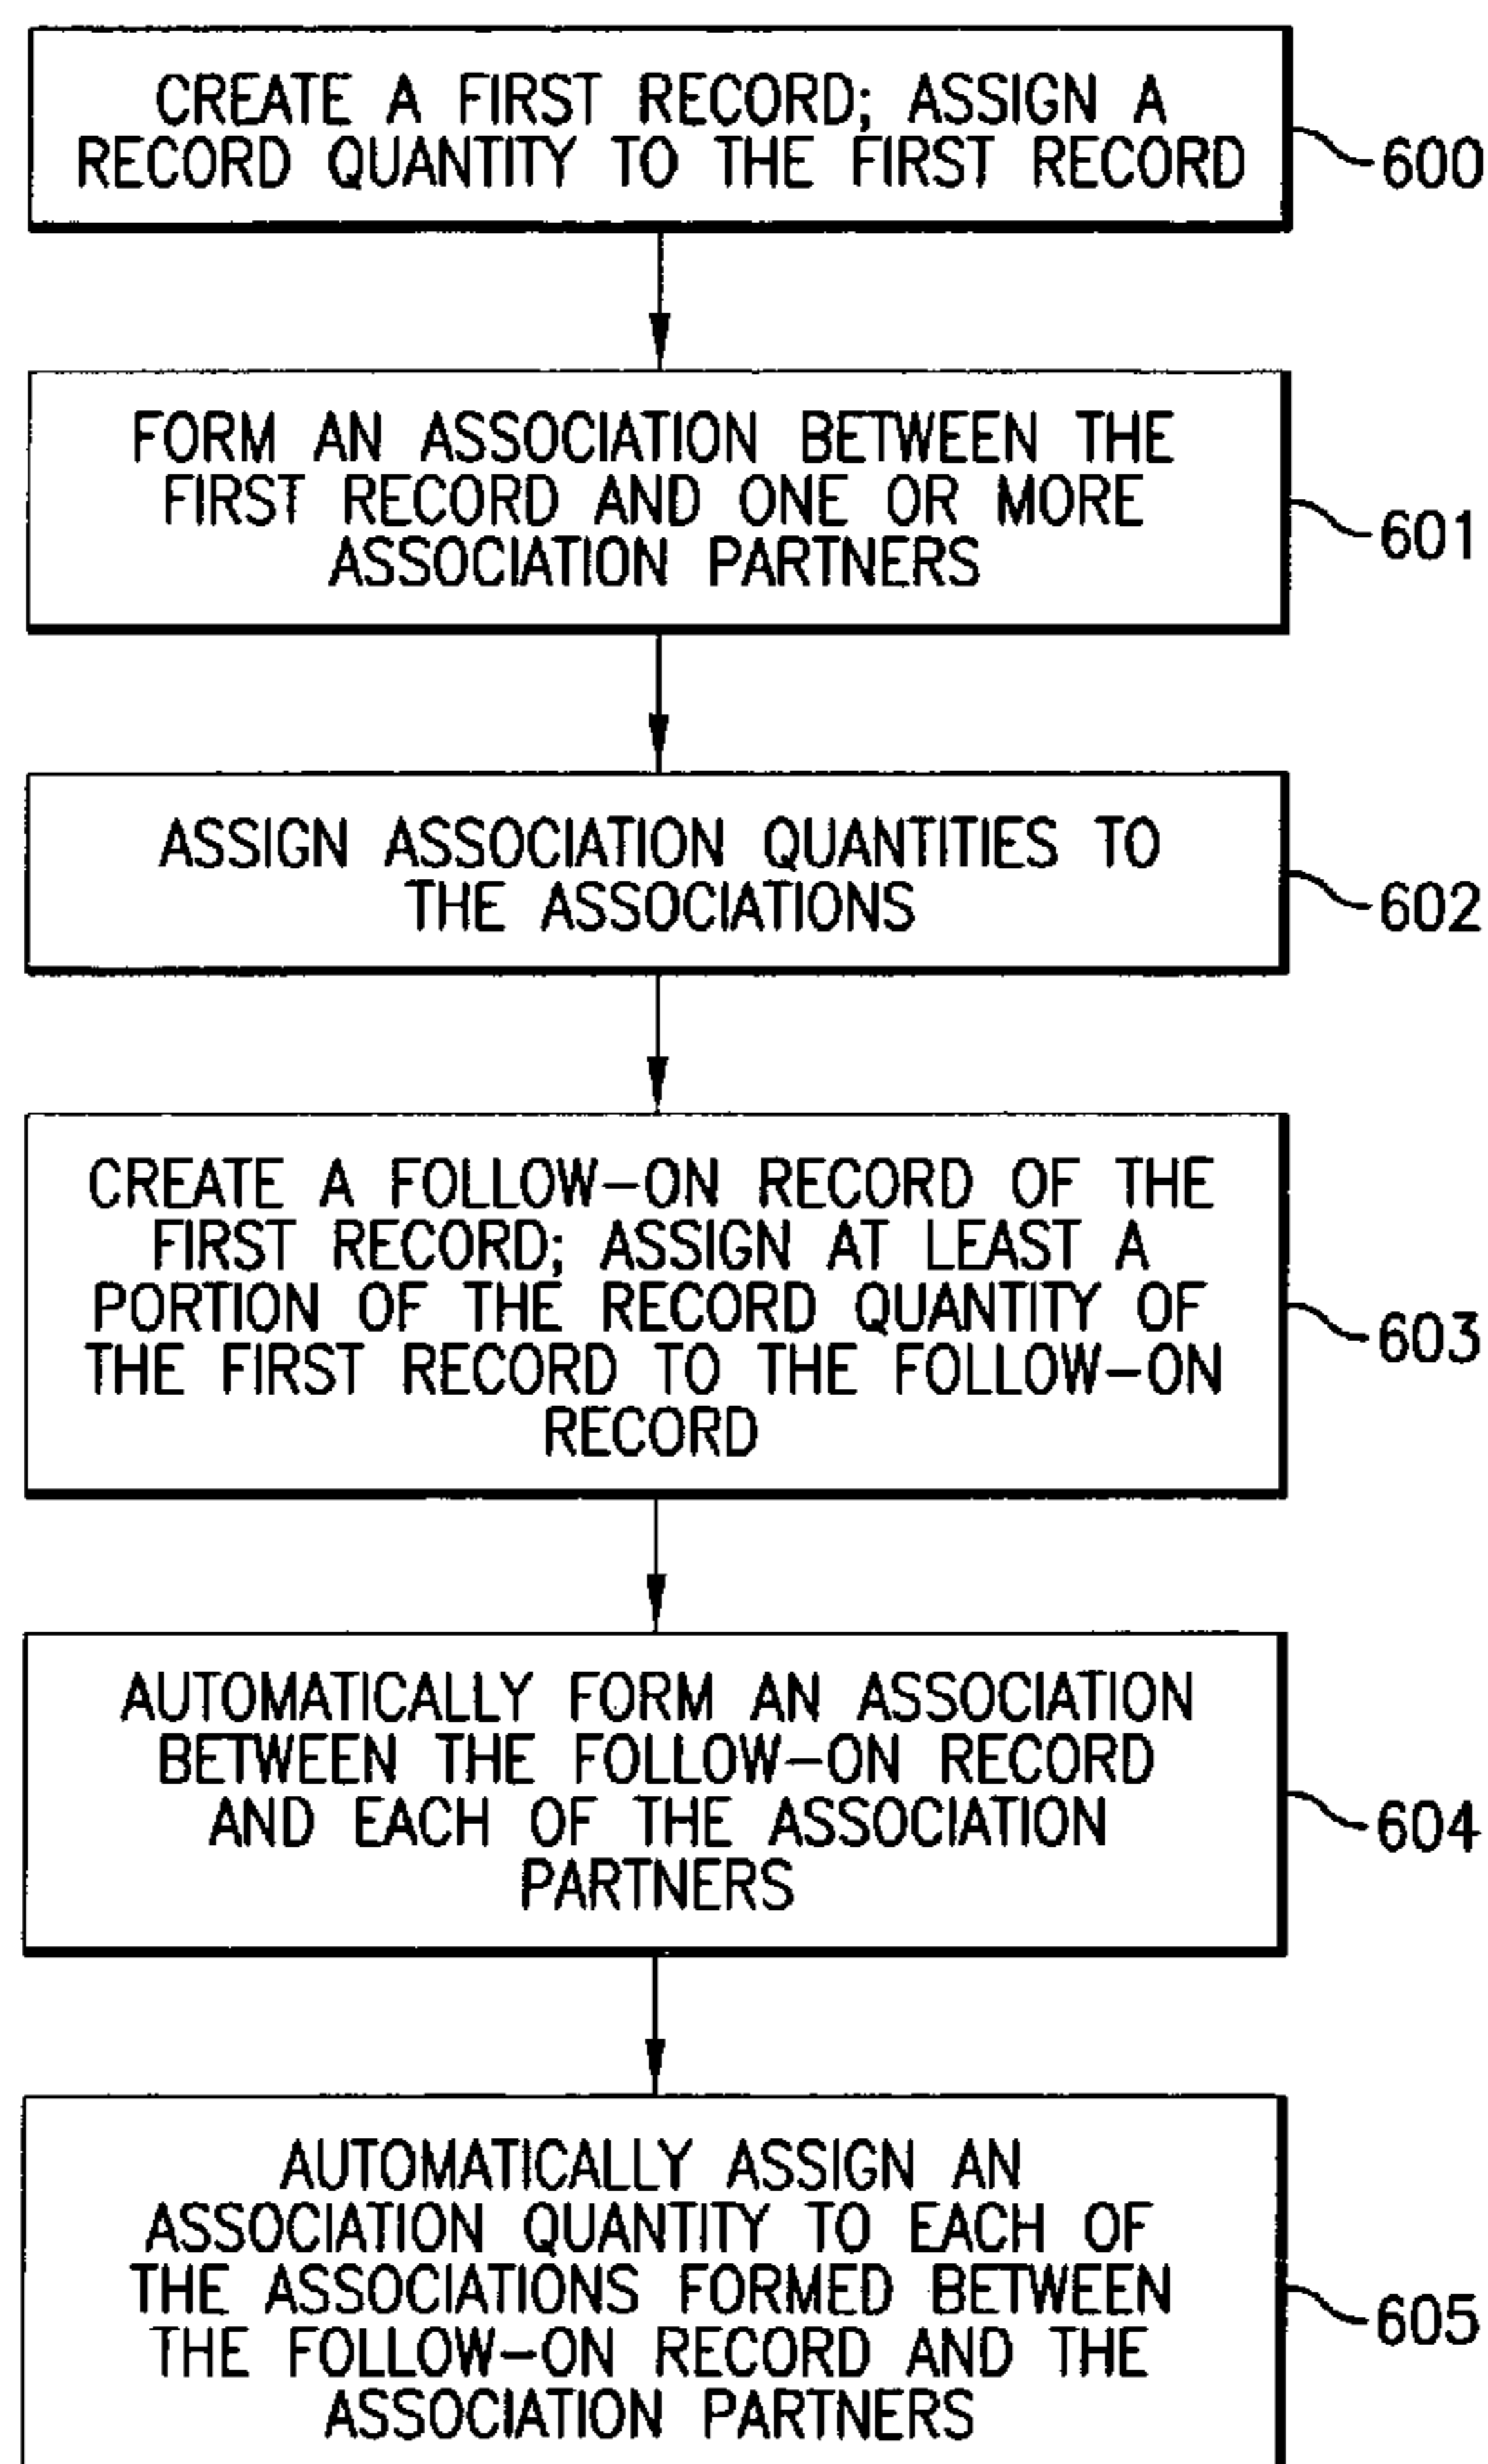 CREATE A FIRST RECORD; ASSIGN A
RECORD QUANTITY TO THE FIRST RECORD
600
FORM AN ASSOCIATION BETWEEN THE
FIRST RECORD AND ONE OR MORE
ASSOCIATION PARTNERS
601
ASSIGN ASSOCIATION QUANTITIES TO
THE ASSOCIATIONS
602
CREATE A FOLLOW-ON RECORD OF THE
FIRST RECORD; ASSIGN AT LEAST A
PORTION OF THE RECORD QUANTITY OF
THE FIRST RECORD TO THE FOLLOW-ON
RECORD
603
AUTOMATICALLY FORM AN ASSOCIATION
BETWEEN THE FOLLOW-ON RECORD
AND EACH OF THE ASSOCIATION
PARTNERS
604
AUTOMATICALLY ASSIGN AN
ASSOCIATION QUANTITY TO EACH OF
THE ASSOCIATIONS FORMED BETWEEN
THE FOLLOW-ON RECORD AND THE
ASSOCIATION PARTNERS
605